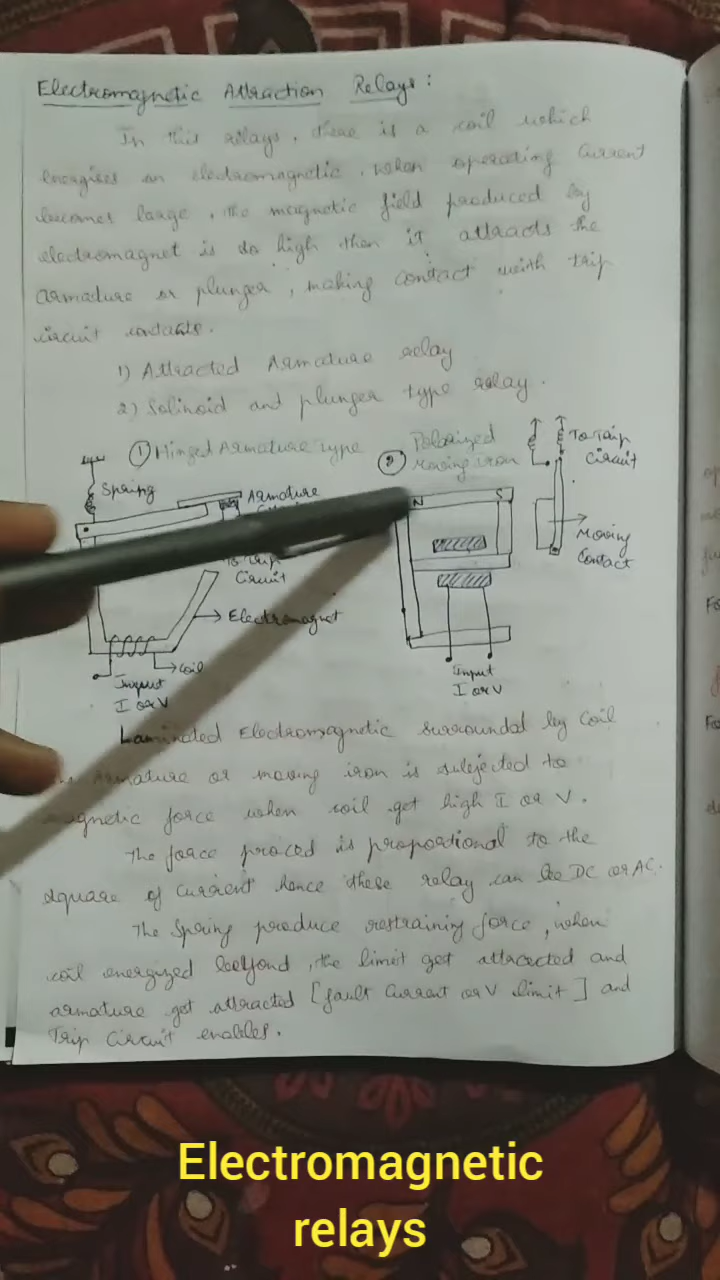 Electromagnetic Attraction Relays :
In this relays, there is a coil which
energises an electromagnetic, when operating current
becomes large, the magnetic field produced by
electromagnet is so high then it attracts the
armature or plunger, making contact with trip
circuit contacts.
1) Attracted Armature relay
2) Solinoid and plunger type relay.
① Hinged Armature type
② Polarized
Moving iron
Spring
Armature
To Trip
Circuit
Electromagnet
coil
Input
I or V
N
S
To Trip
Circuit
Moving
Contact
Input
I or V
Laminated Electromagnetic surrounded by Coil
Armature or moving iron is subjected to
magnetic force when coil get high I or V.
The force proced is proportional to the
square of current hence these relay can be DC or AC.
The Spring produce restraining force, when
coil energized beyond, the limit get attracted and
armature get attracted [fault current or V limit] and
Trip Circuit enables.
Electromagnetic
relays